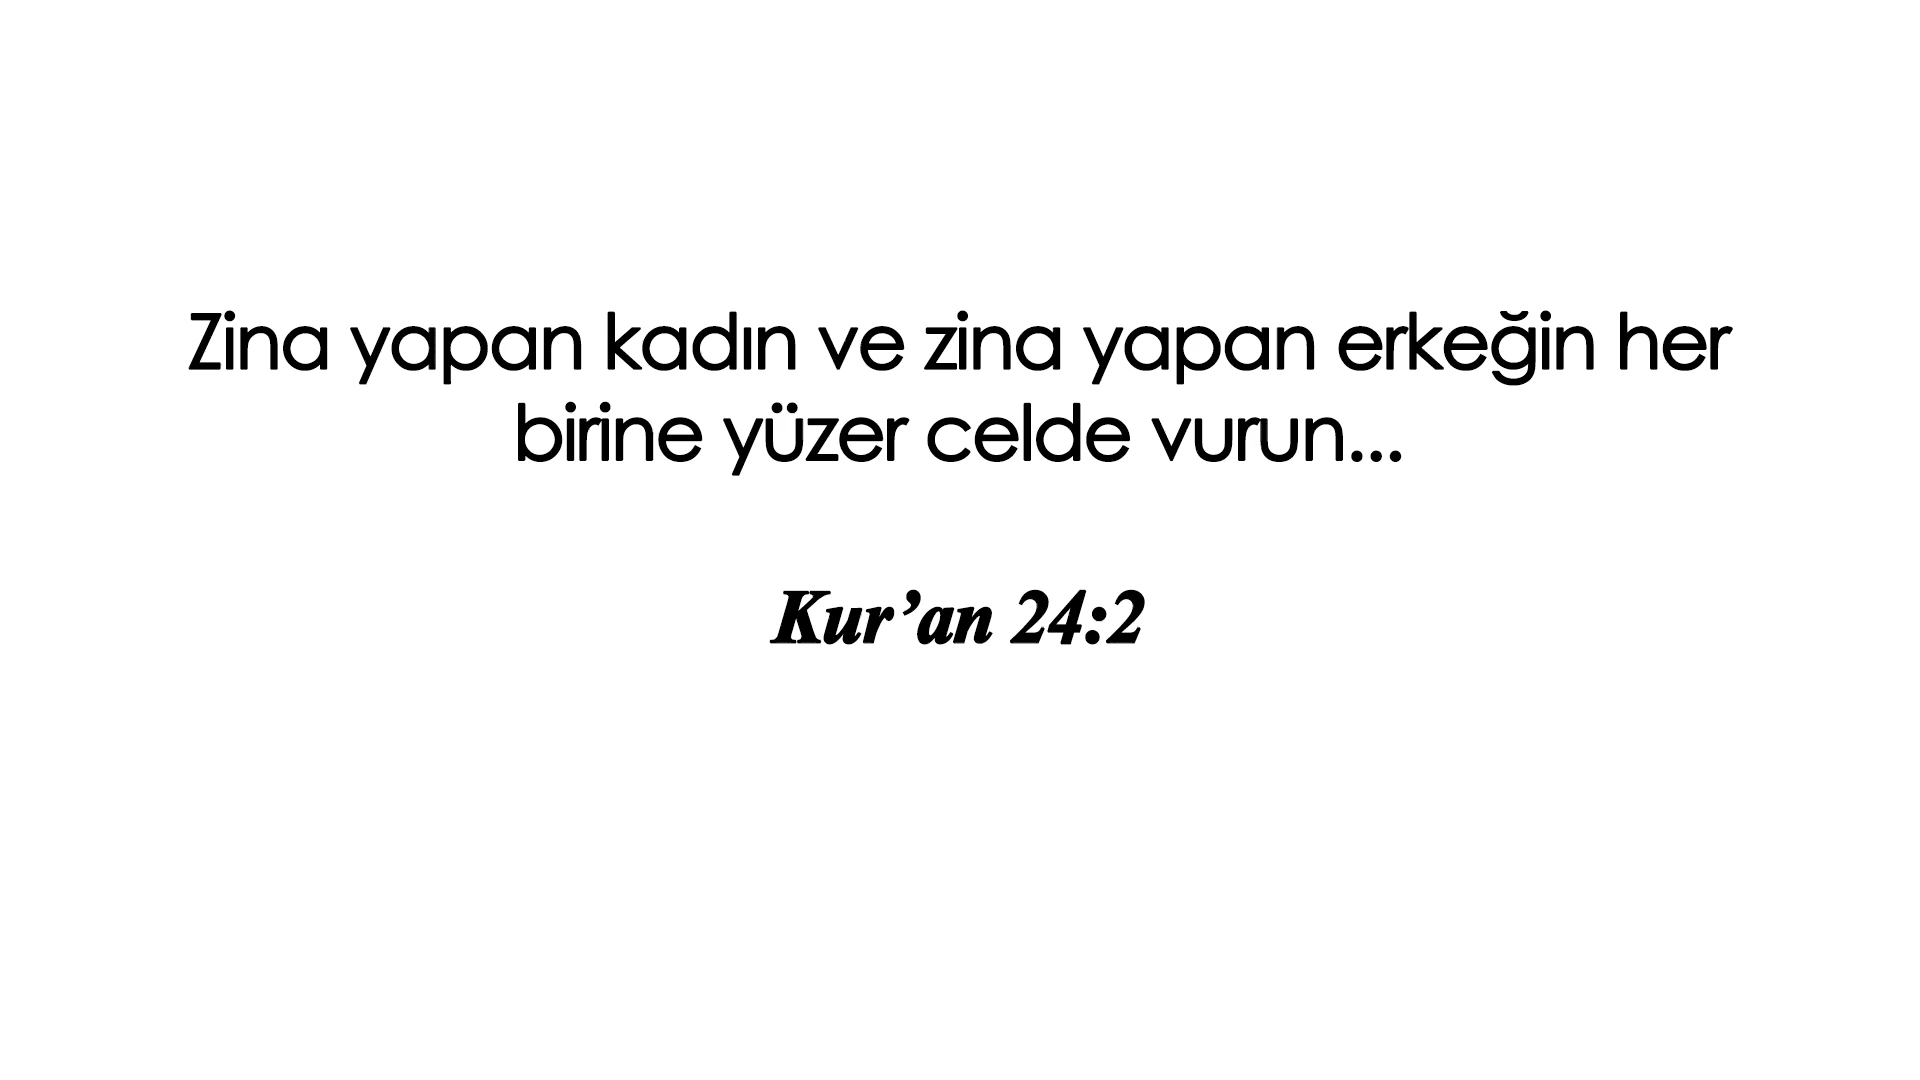 Zina yapan kadın ve zina yapan erkeğin her
birine yüzer celde vurun...
Kur’an 24:2